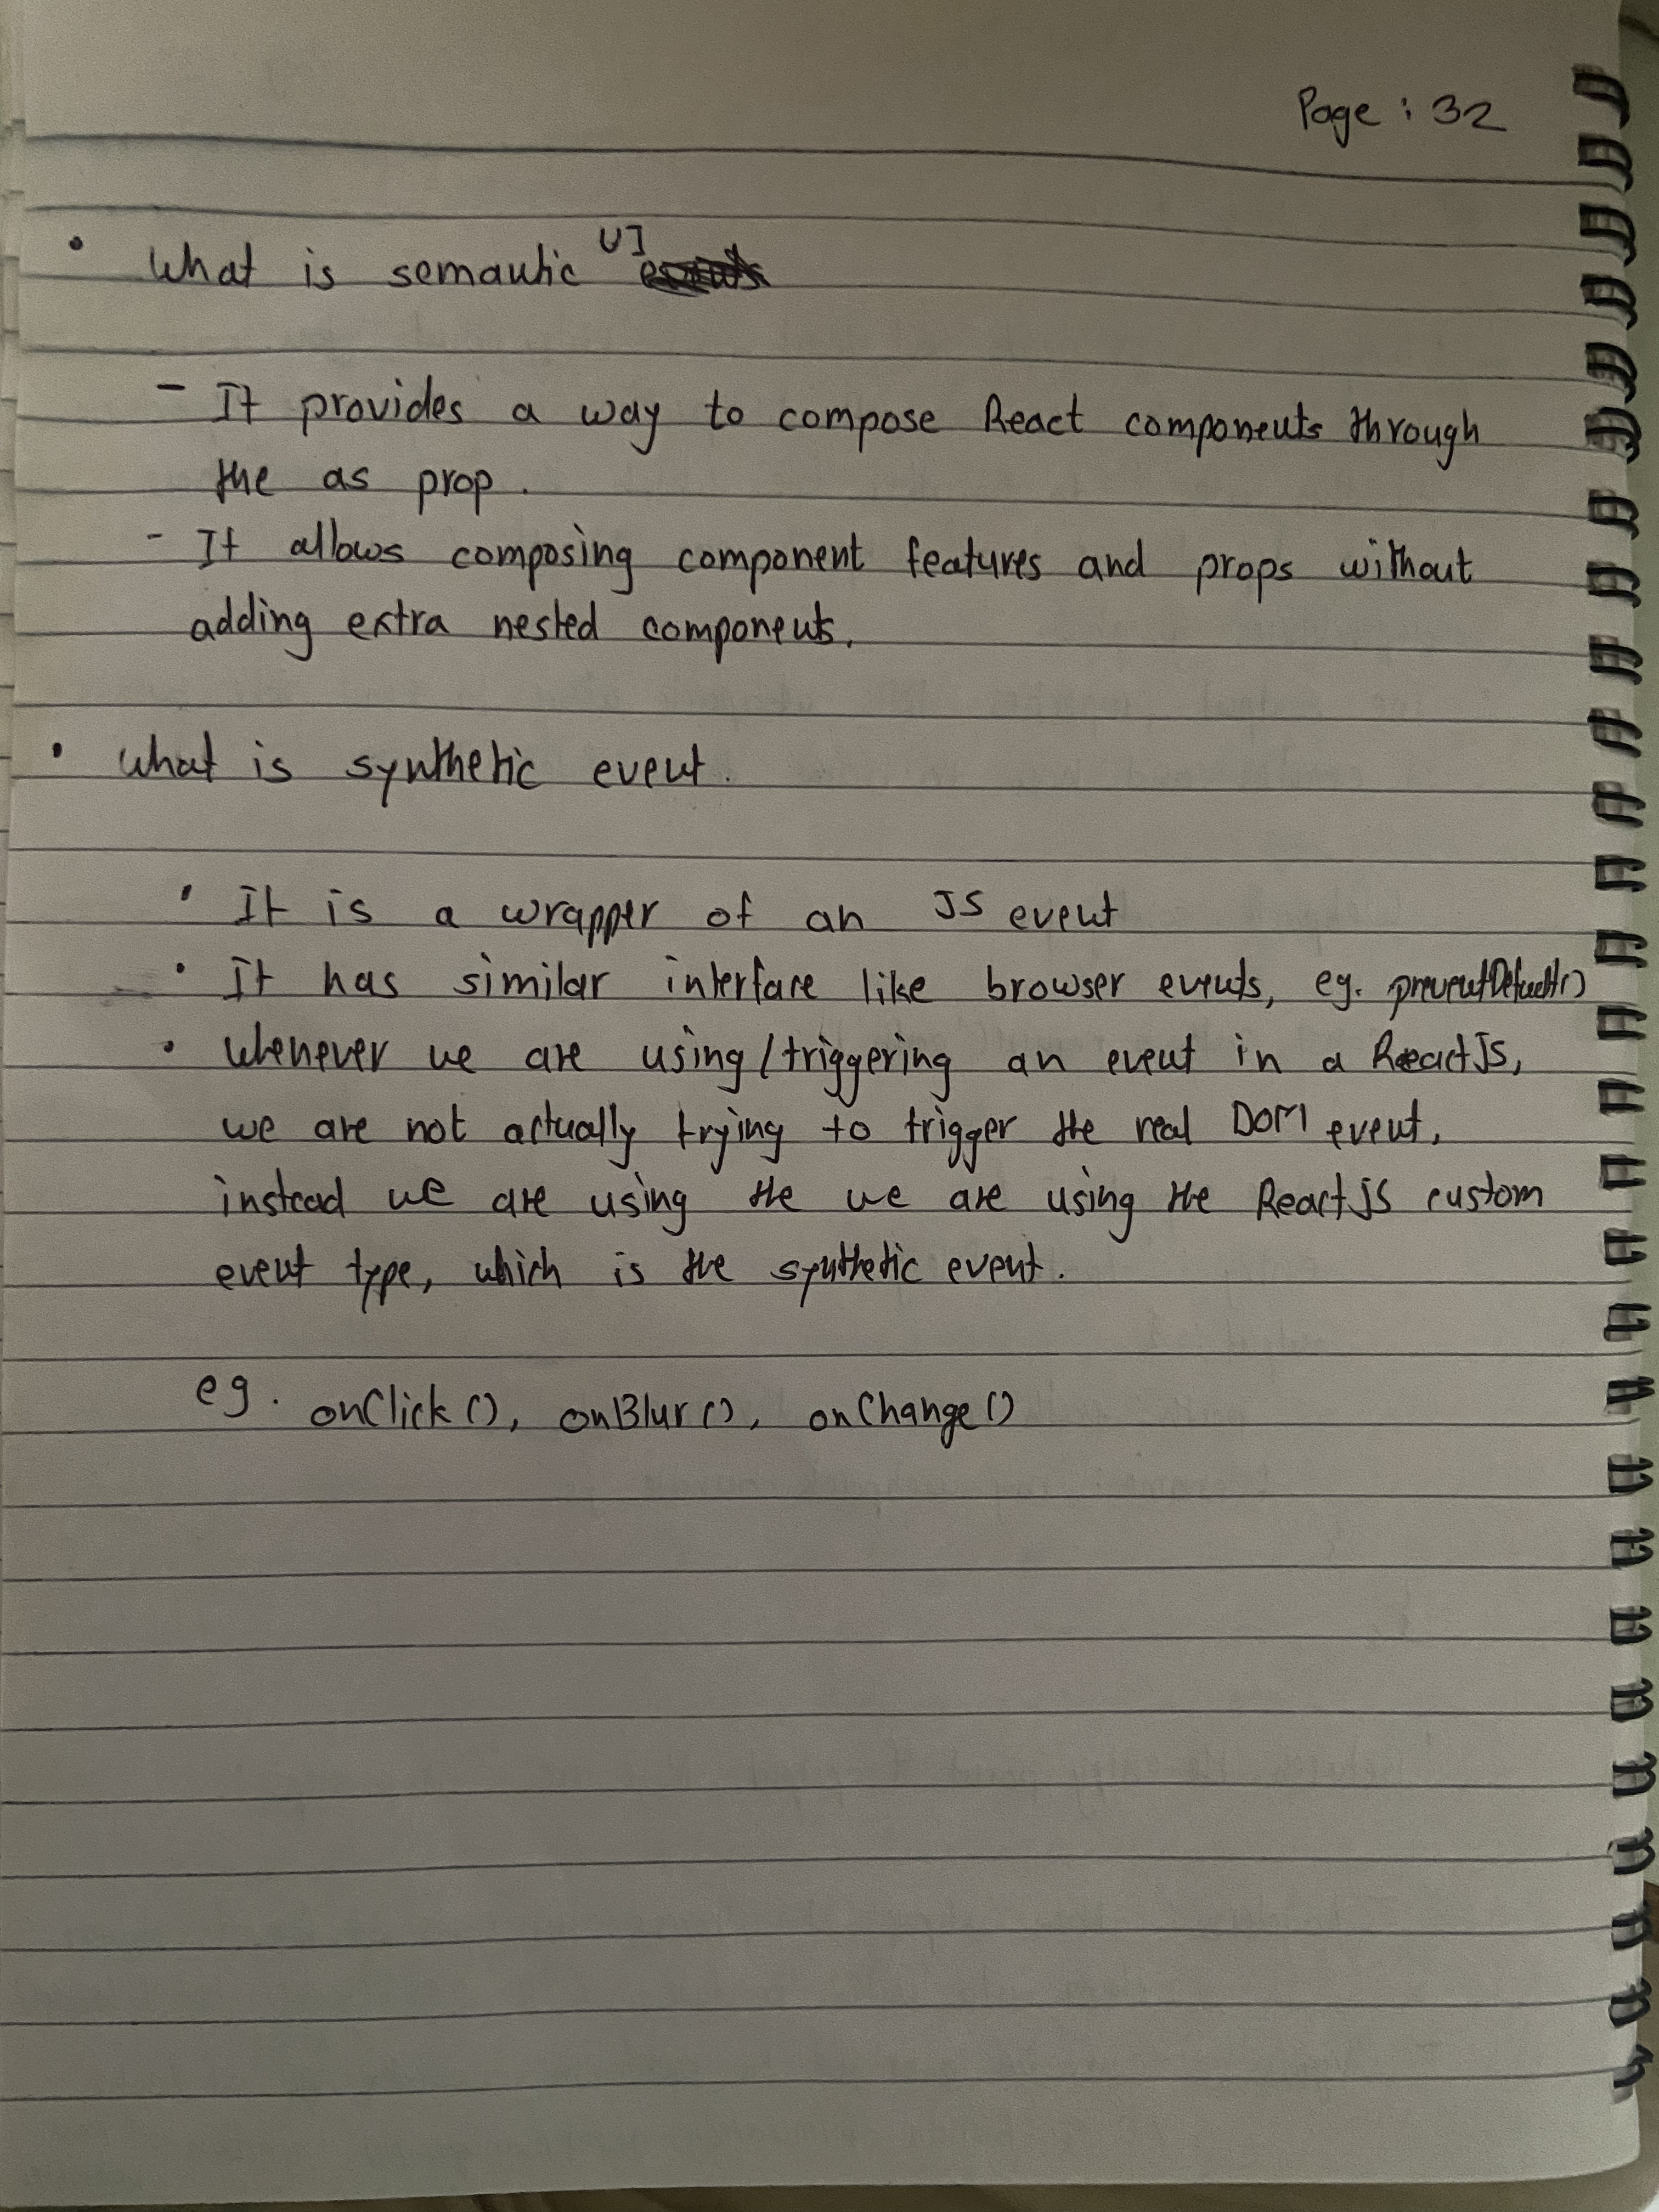 Page : 32
• What is semantic UI
- It provides a way to compose React components through
the as prop.
- It allows composing component features and props without
adding extra nested components.
• What is synthetic event.
• It is a wrapper of an JS event
• It has similar interface like browser events, eg. preventDefault()
• Whenever we are using/triggering an event in a ReactJS,
we are not actually trying to trigger the real DOM event,
instead we are using the we are using the ReactJS custom
event type, which is the synthetic event.
eg. onClick(), onBlur(), onChange()